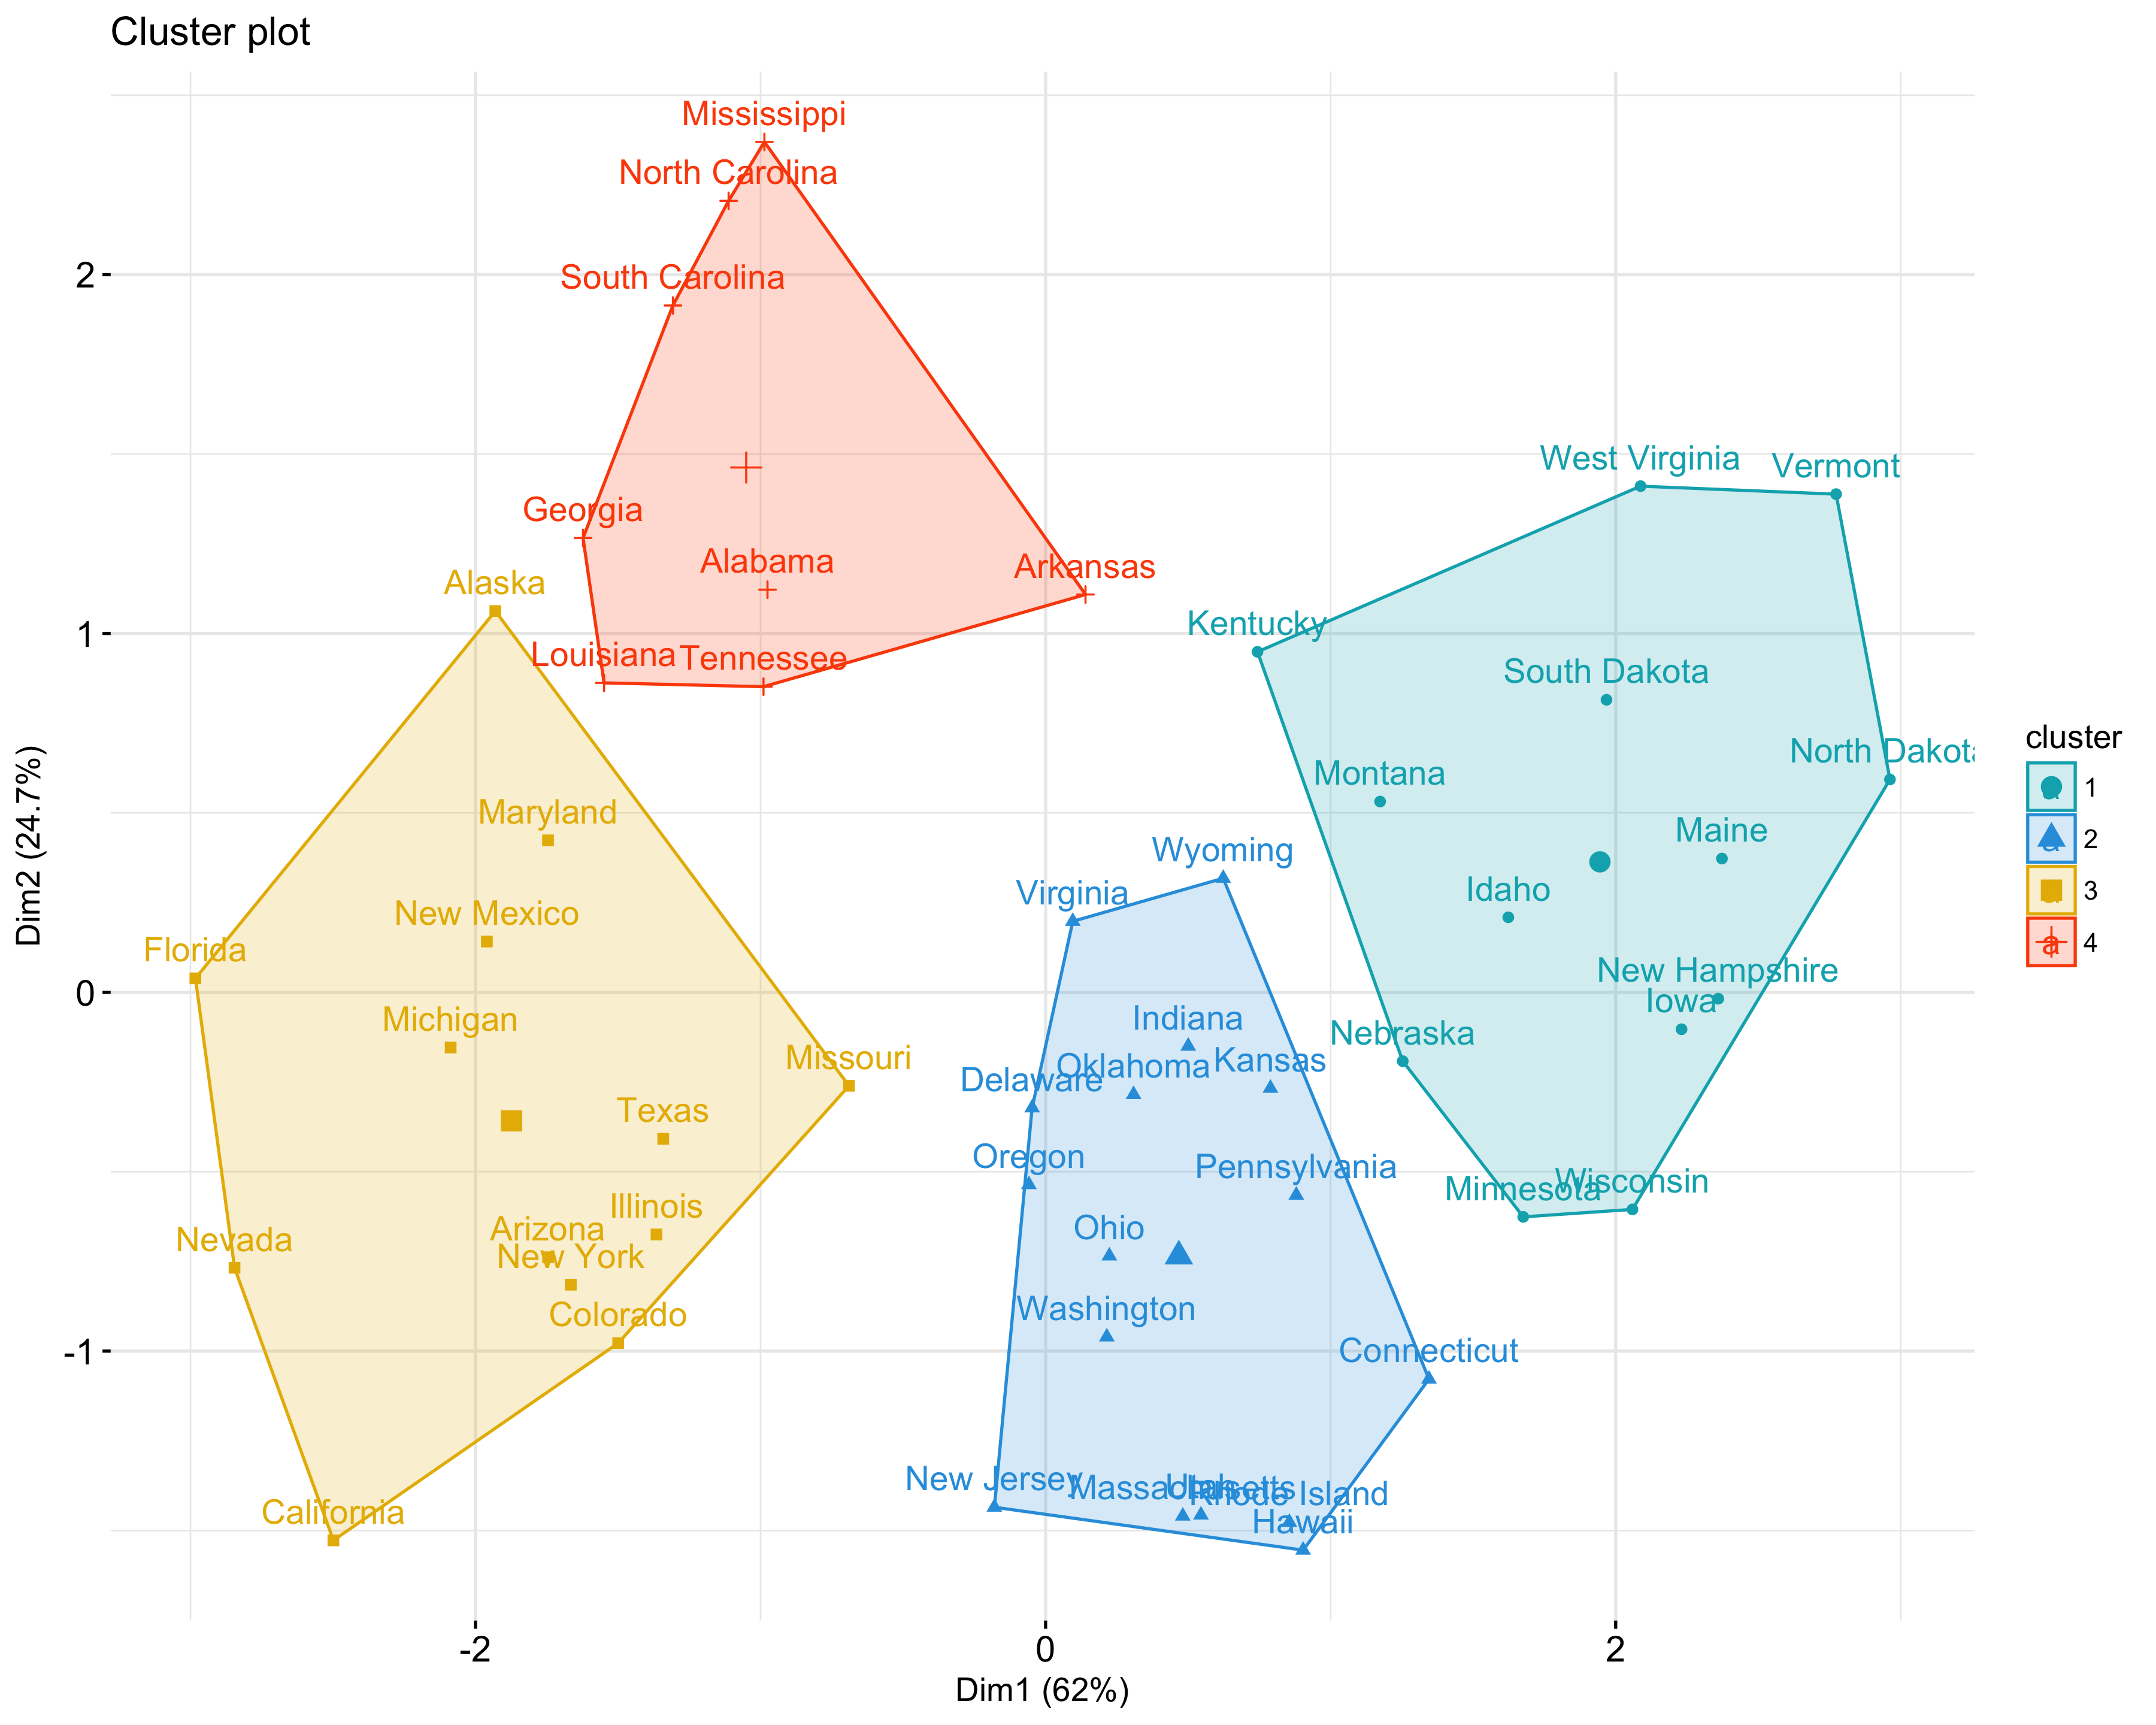 Cluster plot
Mississippi
North Carolina
South Carolina
West Virginia
Vermont
Georgia
Alabama
Arkansas
Alaska
Kentucky
Louisiana
Tennessee
South Dakota
North Dakota
Montana
Maryland
Maine
Wyoming
Virginia
Idaho
New Mexico
Florida
New Hampshire
Iowa
Michigan
Indiana
Nebraska
Missouri
Oklahoma
Kansas
Delaware
Texas
Oregon
Pennsylvania
Minnesota
Wisconsin
Illinois
Arizona
Ohio
Nevada
New York
Colorado
Washington
Connecticut
New Jersey
Massachusetts
Utah
Rhode Island
California
Hawaii
2
1
0
-1
-2
0
2
Dim1 (62%)
Dim2 (24.7%)
cluster
a 1
a 2
a 3
a 4